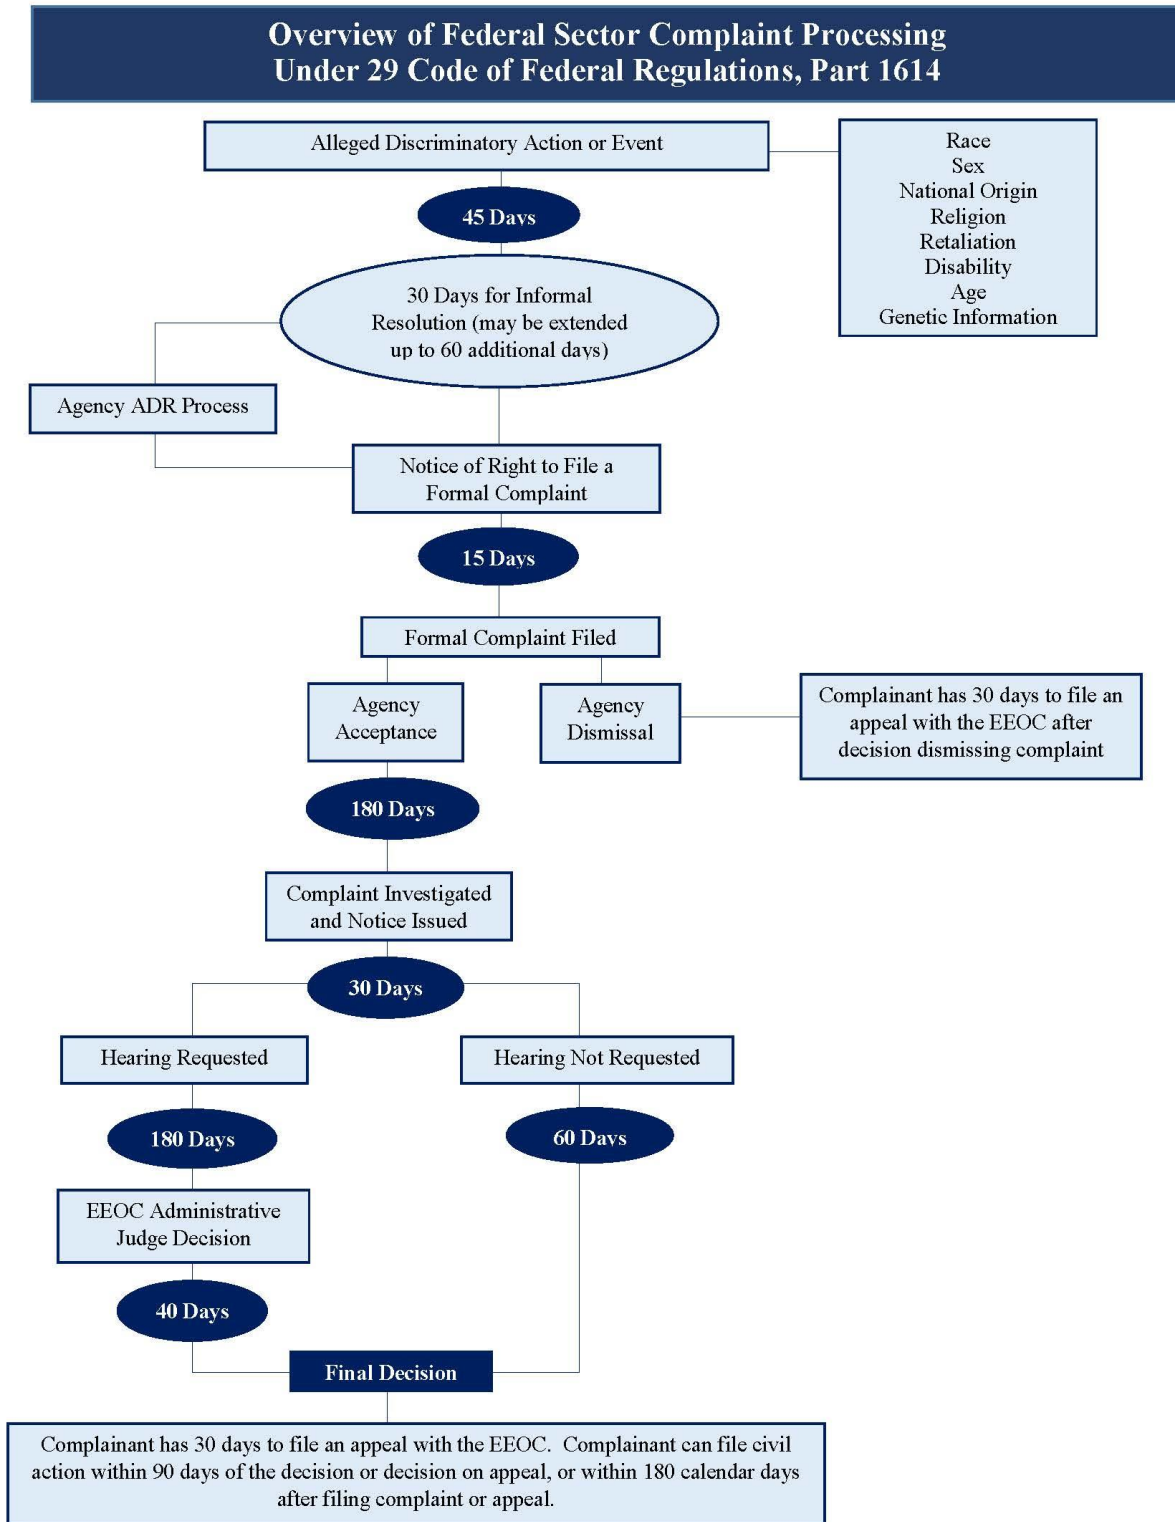 Overview of Federal Sector Complaint Processing
Under 29 Code of Federal Regulations, Part 1614
Alleged Discriminatory Action or Event
Race
Sex
National Origin
Religion
Retaliation
Disability
Age
Genetic Information
45 Days
30 Days for Informal
Resolution (may be extended
up to 60 additional days)
Agency ADR Process
Notice of Right to File a
Formal Complaint
15 Days
Formal Complaint Filed
Agency
Acceptance
Agency
Dismissal
Complainant has 30 days to file an
appeal with the EEOC after
decision dismissing complaint
180 Days
Complaint Investigated
and Notice Issued
30 Days
Hearing Requested
Hearing Not Requested
180 Days
60 Days
EEOC Administrative
Judge Decision
40 Days
Final Decision
Complainant has 30 days to file an appeal with the EEOC.  Complainant can file civil
action within 90 days of the decision or decision on appeal, or within 180 calendar days
after filing complaint or appeal.